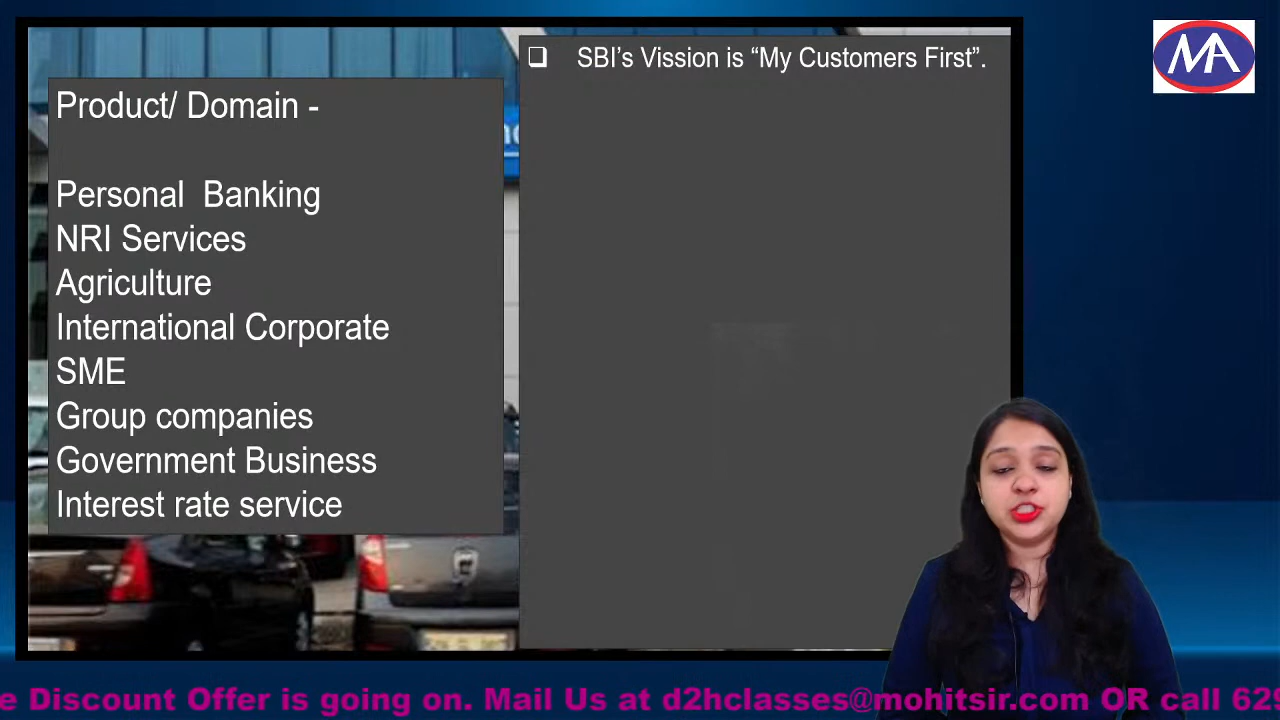 Product/ Domain -
Personal Banking
NRI Services
Agriculture
International Corporate
SME
Group companies
Government Business
Interest rate service
❑ SBI’s Vission is “My Customers First”.
MA
e Discount Offer is going on. Mail Us at d2hclasses@mohitsir.com OR call 629